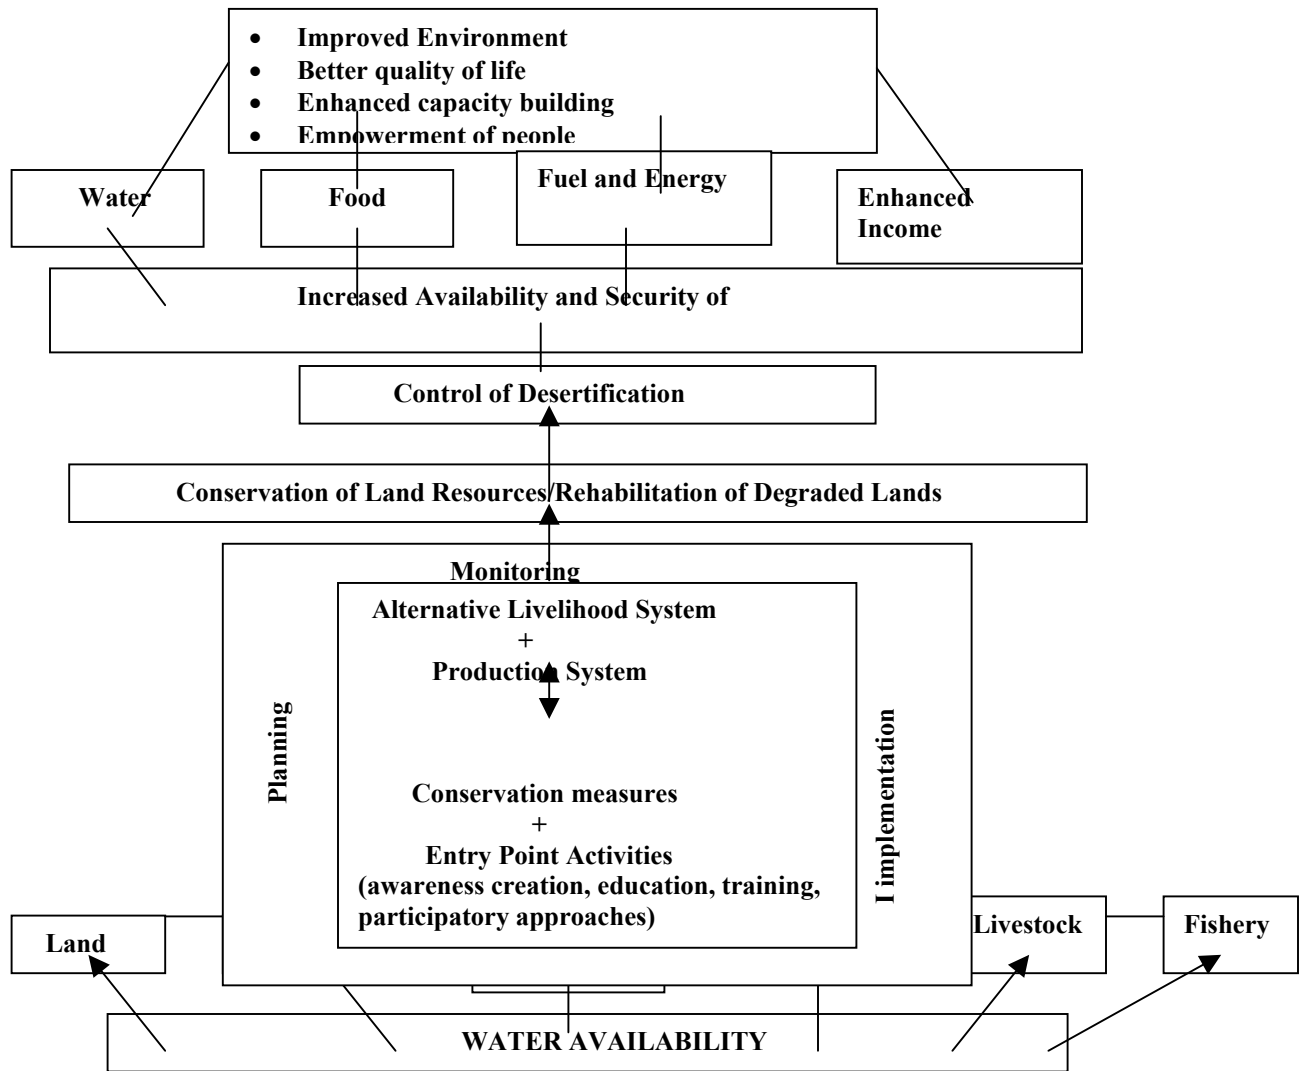 • Improved Environment
• Better quality of life
• Enhanced capacity building
• Empowerment of people
Water
Food
Fuel and Energy
Enhanced
Income
Increased Availability and Security of
Control of Desertification
Conservation of Land Resources/Rehabilitation of Degraded Lands
Monitoring
Alternative Livelihood System
+
Production System
Planning
I implementation
Conservation measures
+
Entry Point Activities
(awareness creation, education, training,
participatory approaches)
Land
Livestock
Fishery
WATER AVAILABILITY